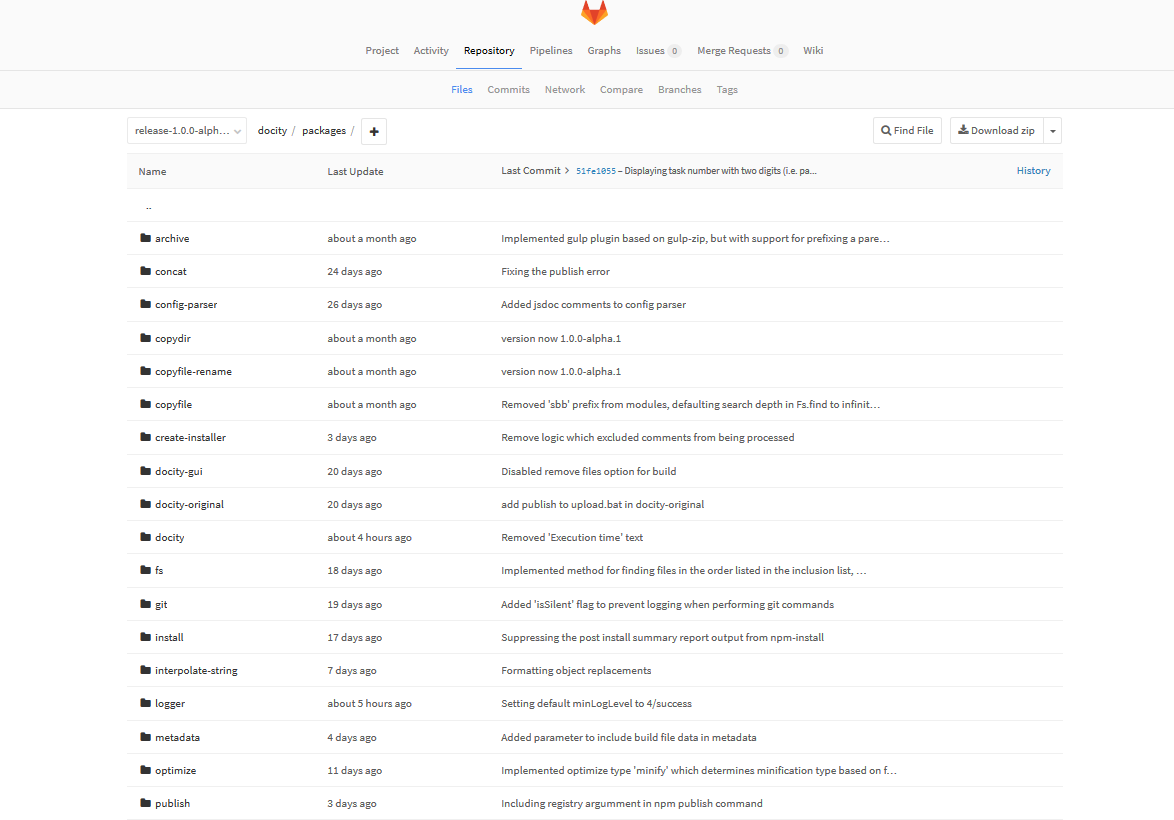 Project Activity Repository Pipelines Graphs Issues 0 Merge Requests 0 Wiki
Files Commits Network Compare Branches Tags
release-1.0.0-alph... docity / packages / + Find File Download zip
Name Last Update Last Commit > 51fe1055 – Displaying task number with two digits (i.e. pa... History
..
archive about a month ago Implemented gulp plugin based on gulp-zip, but with support for prefixing a pare…
concat 24 days ago Fixing the publish error
config-parser 26 days ago Added jsdoc comments to config parser
copydir about a month ago version now 1.0.0-alpha.1
copyfile-rename about a month ago version now 1.0.0-alpha.1
copyfile about a month ago Removed 'sbb' prefix from modules, defaulting search depth in Fs.find to infinit…
create-installer 3 days ago Remove logic which excluded comments from being processed
docity-gui 20 days ago Disabled remove files option for build
docity-original 20 days ago add publish to upload.bat in docity-original
docity about 4 hours ago Removed 'Execution time' text
fs 18 days ago Implemented method for finding files in the order listed in the inclusion list, …
git 19 days ago Added 'isSilent' flag to prevent logging when performing git commands
install 17 days ago Suppressing the post install summary report output from npm-install
interpolate-string 7 days ago Formatting object replacements
logger about 5 hours ago Setting default minLogLevel to 4/success
metadata 4 days ago Added parameter to include build file data in metadata
optimize 11 days ago Implemented optimize type 'minify' which determines minification type based on f…
publish 3 days ago Including registry argumment in npm publish command